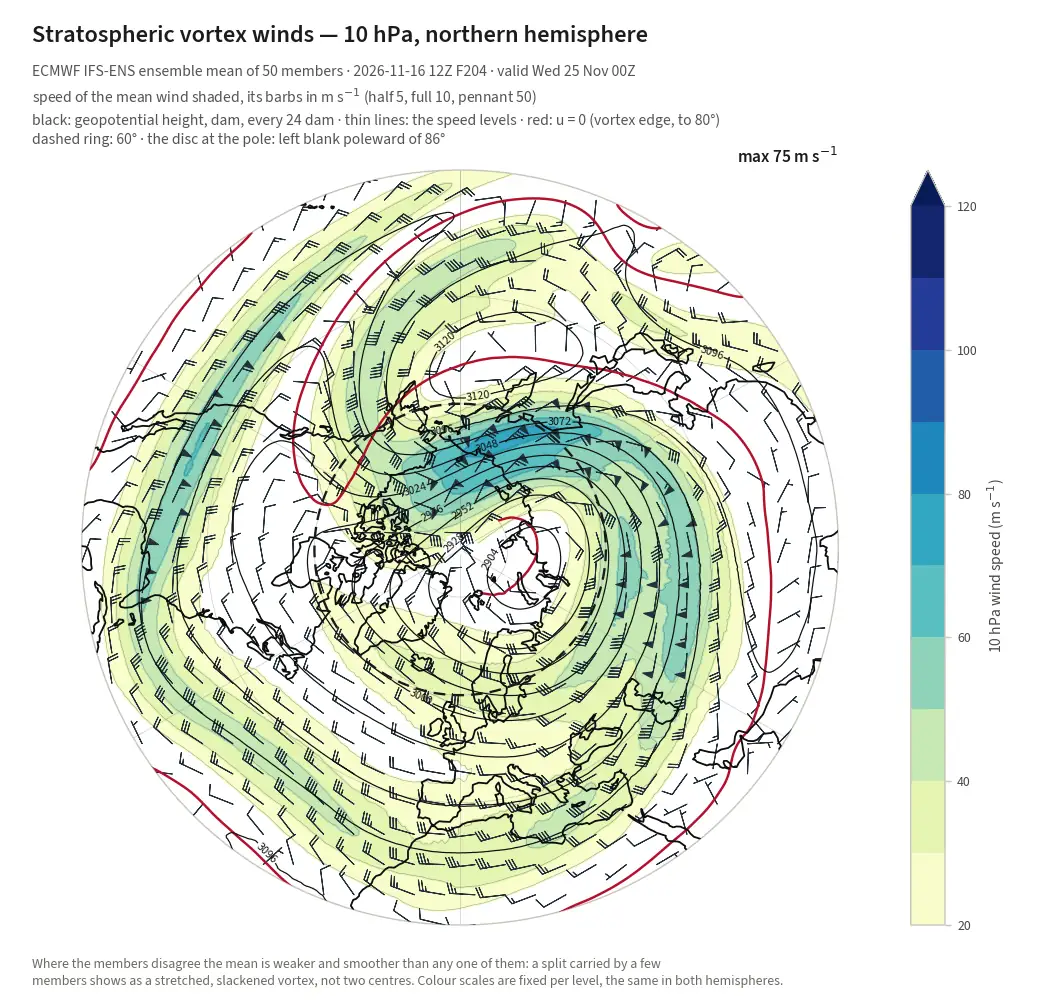 Stratospheric vortex winds — 10 hPa, northern hemisphere
ECMWF IFS-ENS ensemble mean of 50 members · 2026-11-16 12Z F204 · valid Wed 25 Nov 00Z
speed of the mean wind shaded, its barbs in m s⁻¹ (half 5, full 10, pennant 50)
black: geopotential height, dam, every 24 dam · thin lines: the speed levels · red: u = 0 (vortex edge, to 80°)
dashed ring: 60° · the disc at the pole: left blank poleward of 86°
max 75 m s⁻¹
120
100
80
60
40
20
10 hPa wind speed (m s⁻¹)
3120
3096
3120
3072
3048
3024
2952
2928
2904
3096
Where the members disagree the mean is weaker and smoother than any one of them: a split carried by a few
members shows as a stretched, slackened vortex, not two centres. Colour scales are fixed per level, the same in both hemispheres.